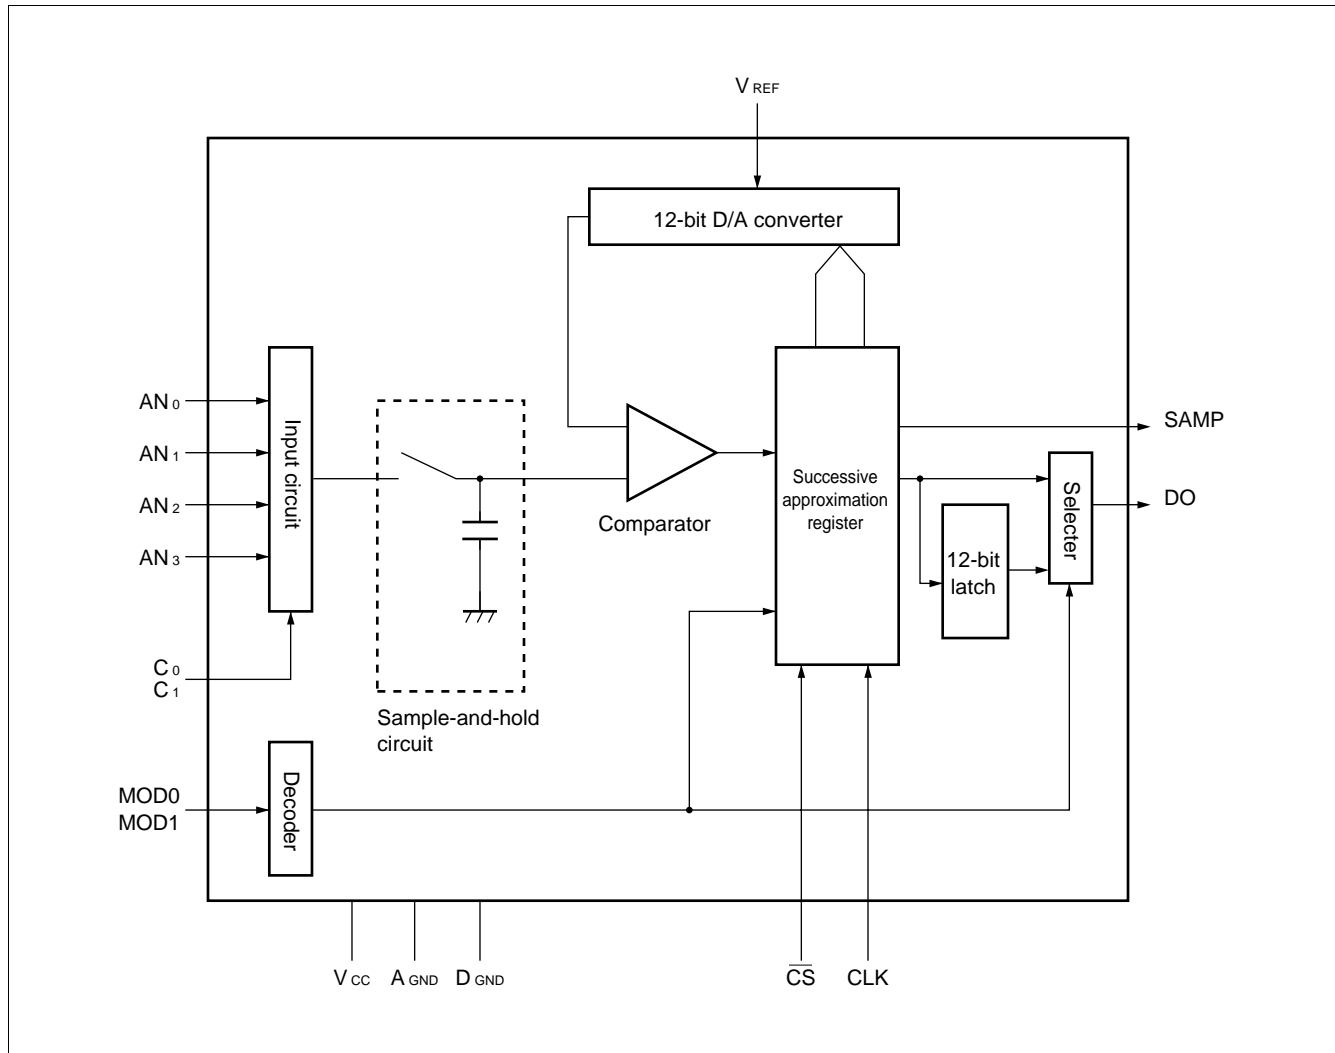 V REF
12-bit D/A converter
AN 0
AN 1
AN 2
AN 3
Input circuit
C 0
C 1
Sample-and-hold
circuit
Comparator
Successive
approximation
register
SAMP
Selecter
DO
12-bit
latch
MOD0
MOD1
Decoder
V CC
A GND
D GND
C̅S̅
CLK